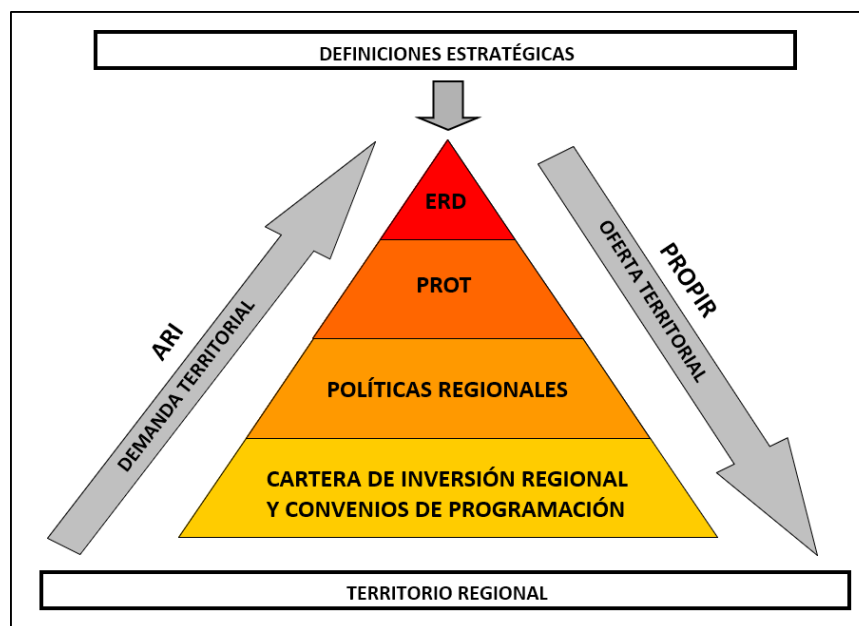 DEFINICIONES ESTRATÉGICAS
ERD
PROT
POLÍTICAS REGIONALES
CARTERA DE INVERSIÓN REGIONAL
Y CONVENIOS DE PROGRAMACIÓN
ARI
DEMANDA TERRITORIAL
PROPIR
OFERTA TERRITORIAL
TERRITORIO REGIONAL